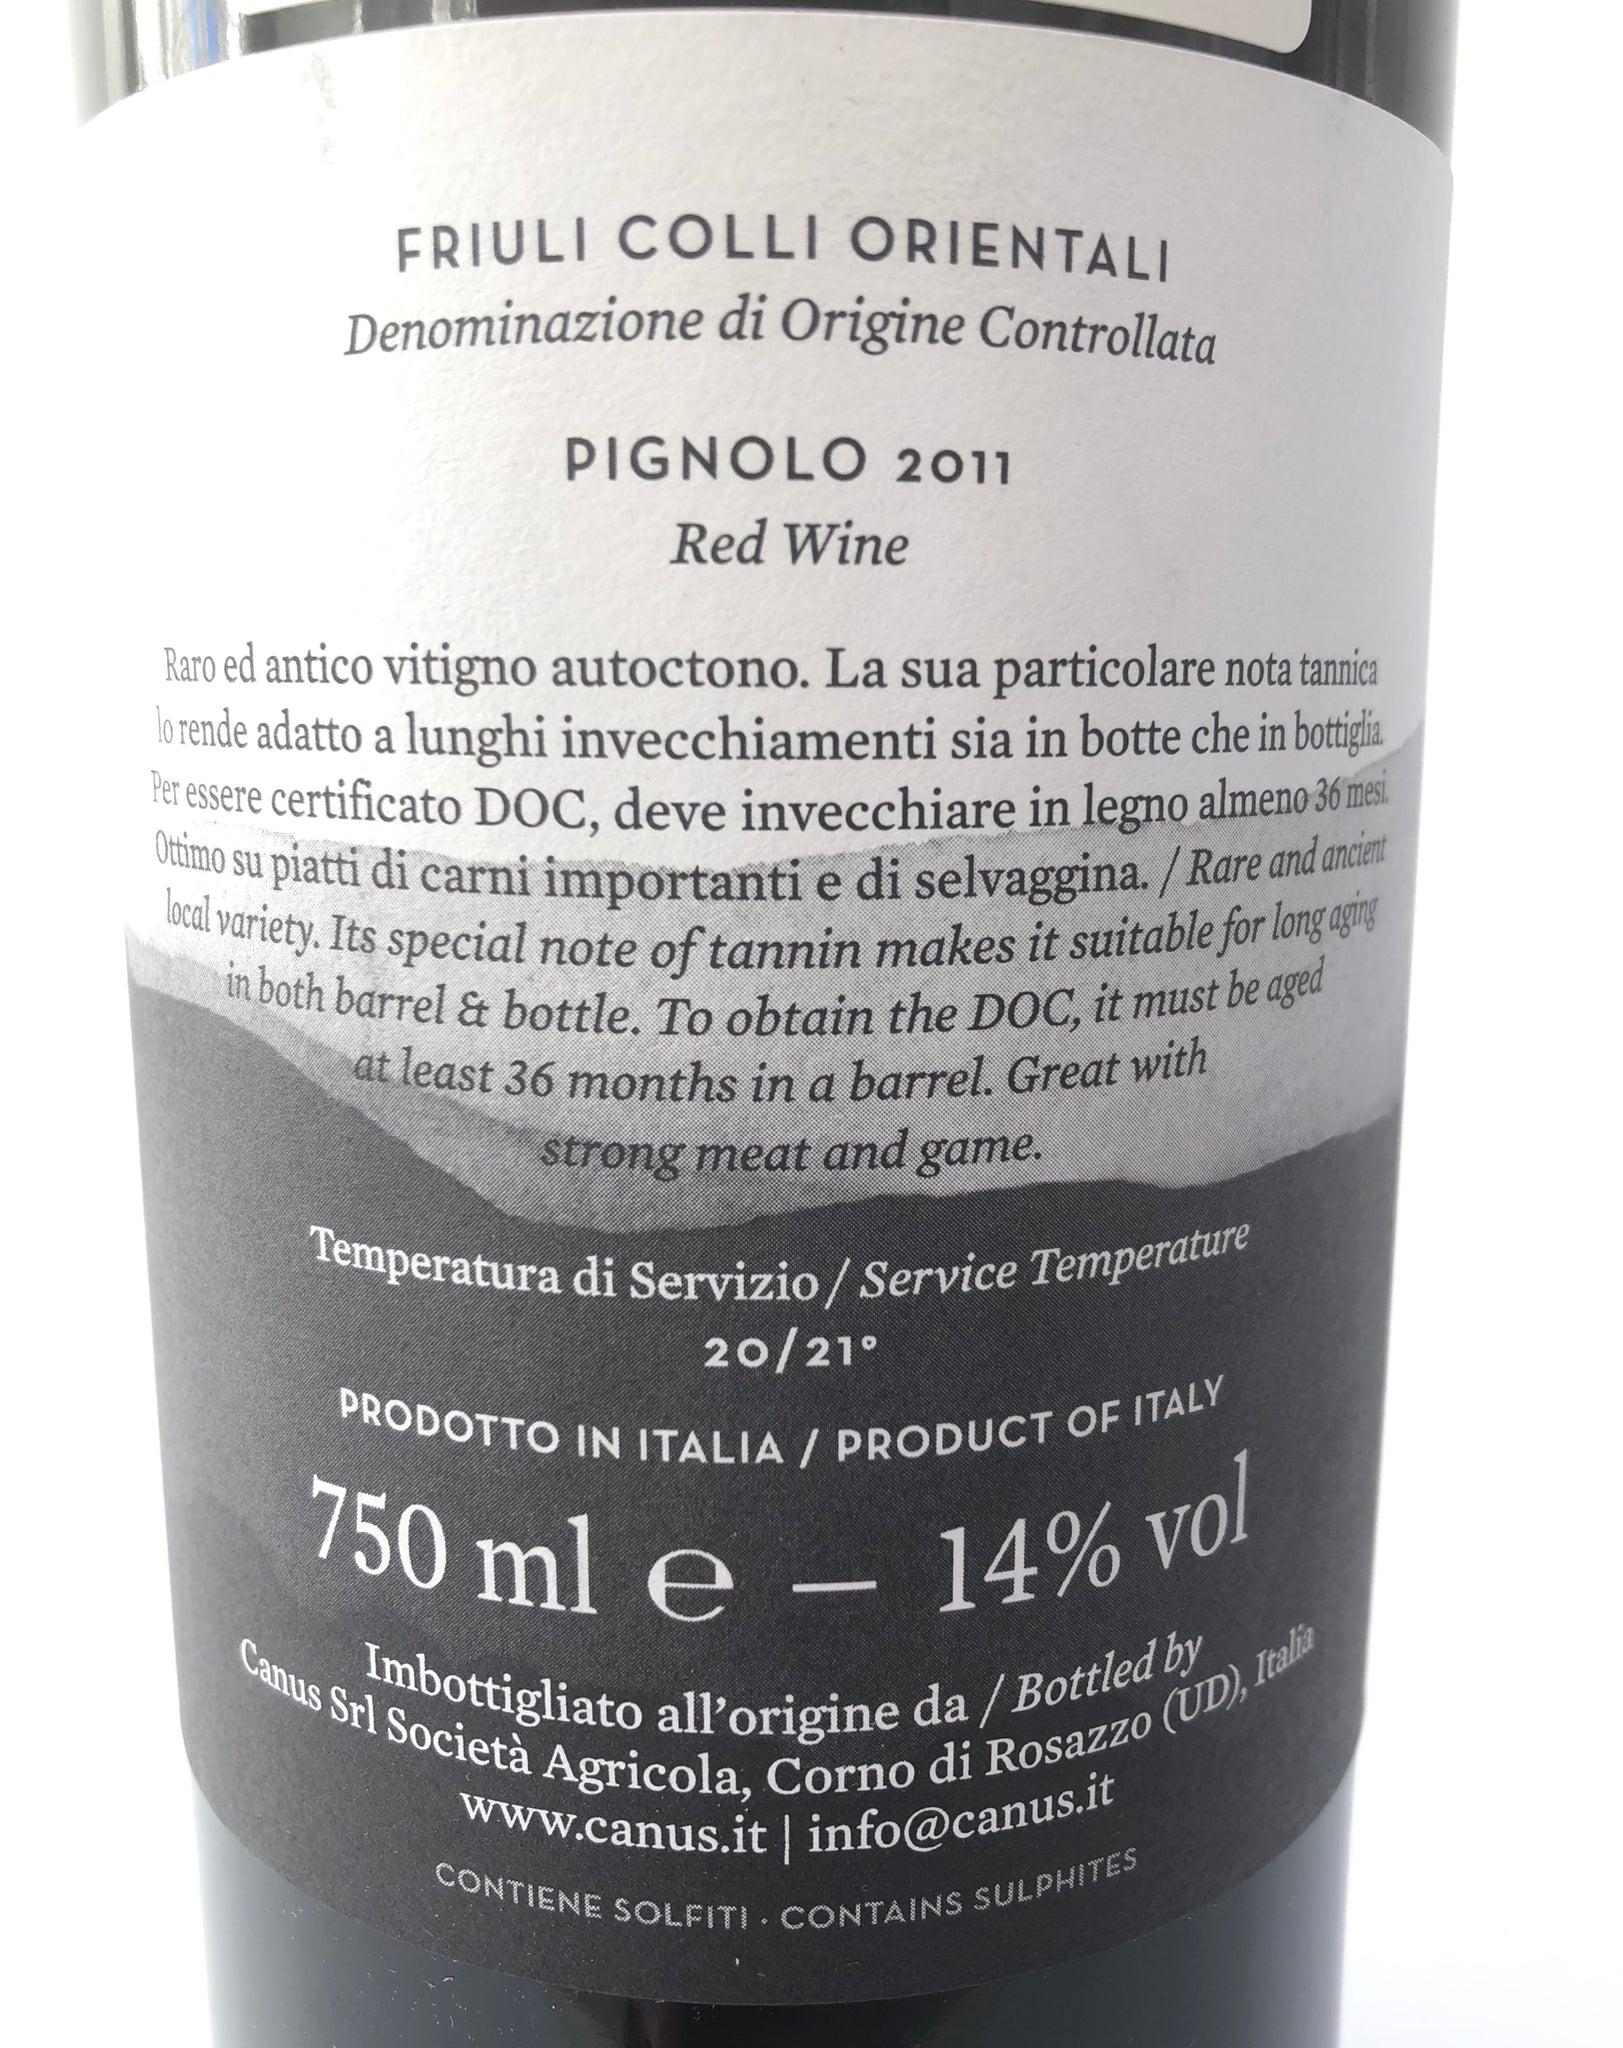 FRIULI COLLI ORIENTALI
Denominazione di Origine Controllata
PIGNOLO 2011
Red Wine
Raro ed antico vitigno autoctono. La sua particolare nota tannica
lo rende adatto a lunghi invecchiamenti sia in botte che in bottiglia.
Per essere certificato DOC, deve invecchiare in legno almeno 36 mesi.
Ottimo su piatti di carni importanti e di selvaggina. / Rare and ancient
local variety. Its special note of tannin makes it suitable for long aging
in both barrel & bottle. To obtain the DOC, it must be aged
at least 36 months in a barrel. Great with
strong meat and game.
Temperatura di Servizio / Service Temperature
20/21°
PRODOTTO IN ITALIA / PRODUCT OF ITALY
750 ml e – 14% vol
Imbottigliato all'origine da / Bottled by
Canus Srl Società Agricola, Corno di Rosazzo (UD), Italia
www.canus.it | info@canus.it
CONTIENE SOLFITI · CONTAINS SULPHITES